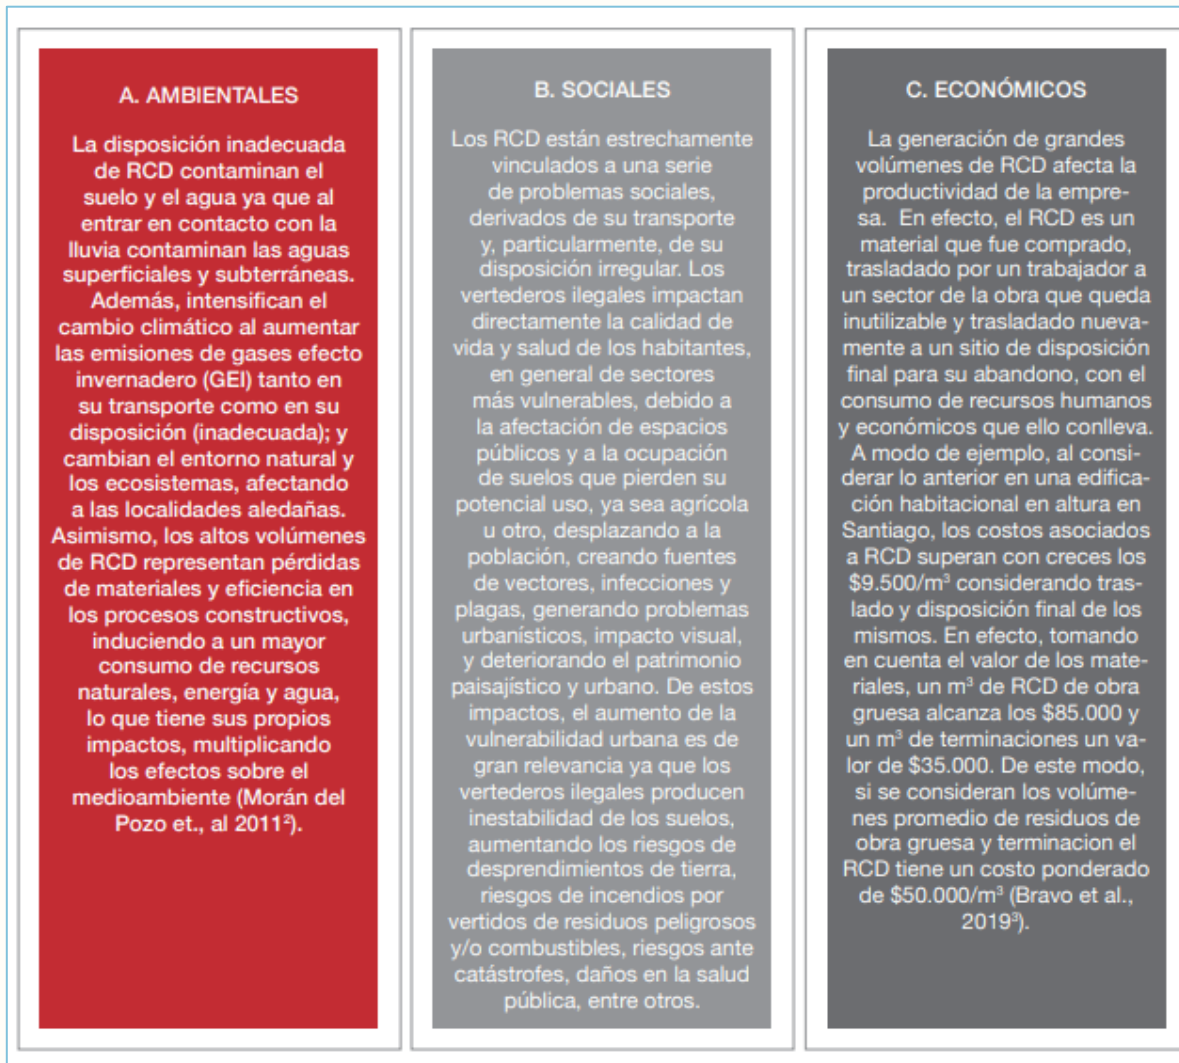 A. AMBIENTALES
La disposición inadecuada
de RCD contaminan el
suelo y el agua ya que al
entrar en contacto con la
lluvia contaminan las aguas
superficiales y subterráneas.
Además, intensifican el
cambio climático al aumentar
las emisiones de gases efecto
invernadero (GEI) tanto en
su transporte como en su
disposición (inadecuada); y
cambian el entorno natural y
los ecosistemas, afectando
a las localidades aledañas.
Asimismo, los altos volúmenes
de RCD representan pérdidas
de materiales y eficiencia en
los procesos constructivos,
induciendo a un mayor
consumo de recursos
naturales, energía y agua,
lo que tiene sus propios
impactos, multiplicando
los efectos sobre el
medioambiente (Morán del
Pozo et., al 2011²).
B. SOCIALES
Los RCD están estrechamente
vinculados a una serie
de problemas sociales,
derivados de su transporte
y, particularmente, de su
disposición irregular. Los
vertederos ilegales impactan
directamente la calidad de
vida y salud de los habitantes,
en general de sectores
más vulnerables, debido a
la afectación de espacios
públicos y a la ocupación
de suelos que pierden su
potencial uso, ya sea agrícola
u otro, desplazando a la
población, creando fuentes
de vectores, infecciones y
plagas, generando problemas
urbanísticos, impacto visual,
y deteriorando el patrimonio
paisajístico y urbano. De estos
impactos, el aumento de la
vulnerabilidad urbana es de
gran relevancia ya que los
vertederos ilegales producen
inestabilidad de los suelos,
aumentando los riesgos de
desprendimientos de tierra,
riesgos de incendios por
vertidos de residuos peligrosos
y/o combustibles, riesgos ante
catástrofes, daños en la salud
pública, entre otros.
C. ECONÓMICOS
La generación de grandes
volúmenes de RCD afecta la
productividad de la empre-
sa. En efecto, el RCD es un
material que fue comprado,
trasladado por un trabajador a
un sector de la obra que queda
inutilizable y trasladado nueva-
mente a un sitio de disposición
final para su abandono, con el
consumo de recursos humanos
y económicos que ello conlleva.
A modo de ejemplo, al consi-
derar lo anterior en una edifica-
ción habitacional en altura en
Santiago, los costos asociados
a RCD superan con creces los
$9.500/m³ considerando tras-
lado y disposición final de los
mismos. En efecto, tomando
en cuenta el valor de los mate-
riales, un m³ de RCD de obra
gruesa alcanza los $85.000 y
un m³ de terminaciones un va-
lor de $35.000. De este modo,
si se consideran los volúme-
nes promedio de residuos de
obra gruesa y terminacion el
RCD tiene un costo ponderado
de $50.000/m³ (Bravo et al.,
2019³).